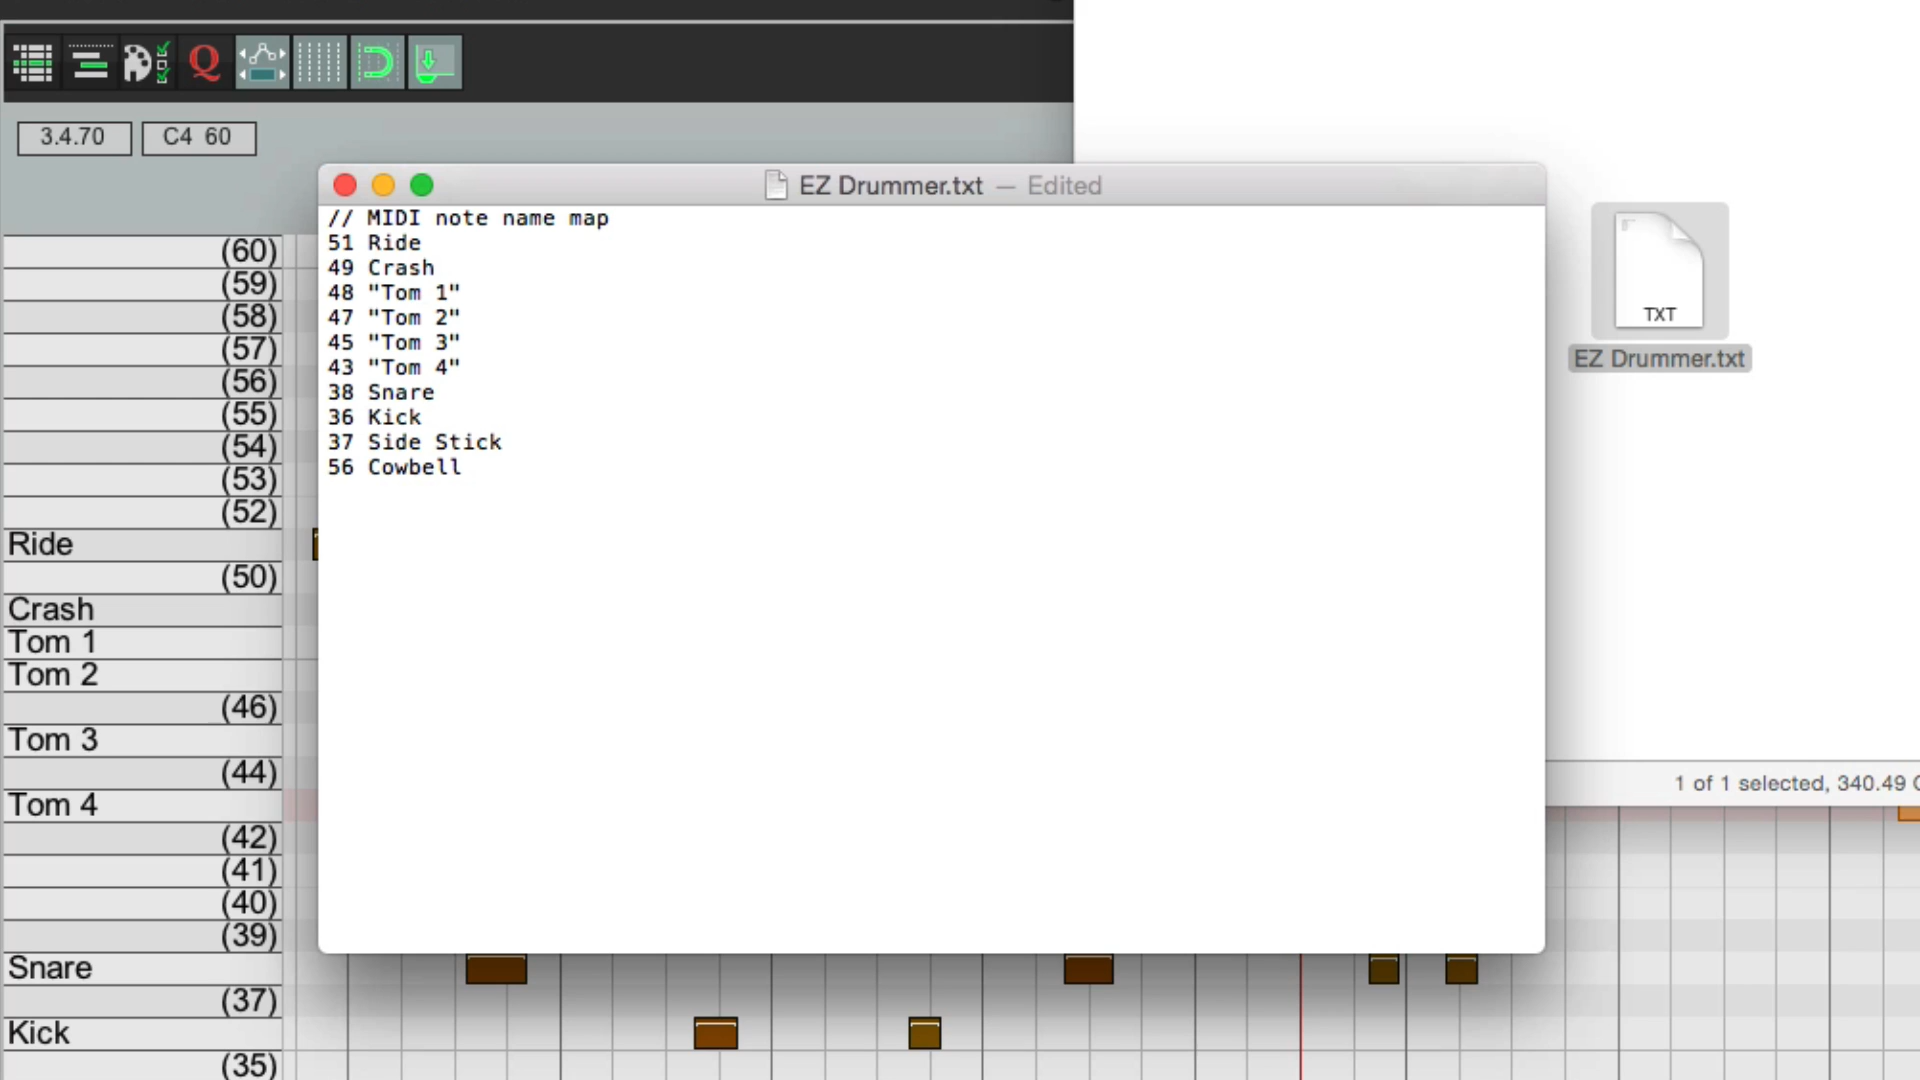 3.4.70
C4 60
EZ Drummer.txt — Edited
// MIDI note name map
51 Ride
49 Crash
48 "Tom 1"
47 "Tom 2"
45 "Tom 3"
43 "Tom 4"
38 Snare
36 Kick
37 Side Stick
56 Cowbell
TXT
EZ Drummer.txt
1 of 1 selected, 340.49
(60)
(59)
(58)
(57)
(56)
(55)
(54)
(53)
(52)
Ride
(50)
Crash
Tom 1
Tom 2
(46)
Tom 3
(44)
Tom 4
(42)
(41)
(40)
(39)
Snare
(37)
Kick
(35)